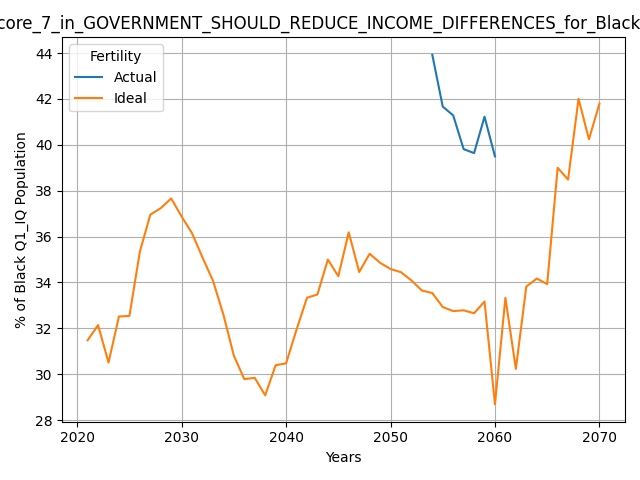 core_7_in_GOVERNMENT_SHOULD_REDUCE_INCOME_DIFFERENCES_for_Black
Fertility
Actual
Ideal
% of Black Q1_IQ Population
44
42
40
38
36
34
32
30
28
2020 2030 2040 2050 2060 2070
Years